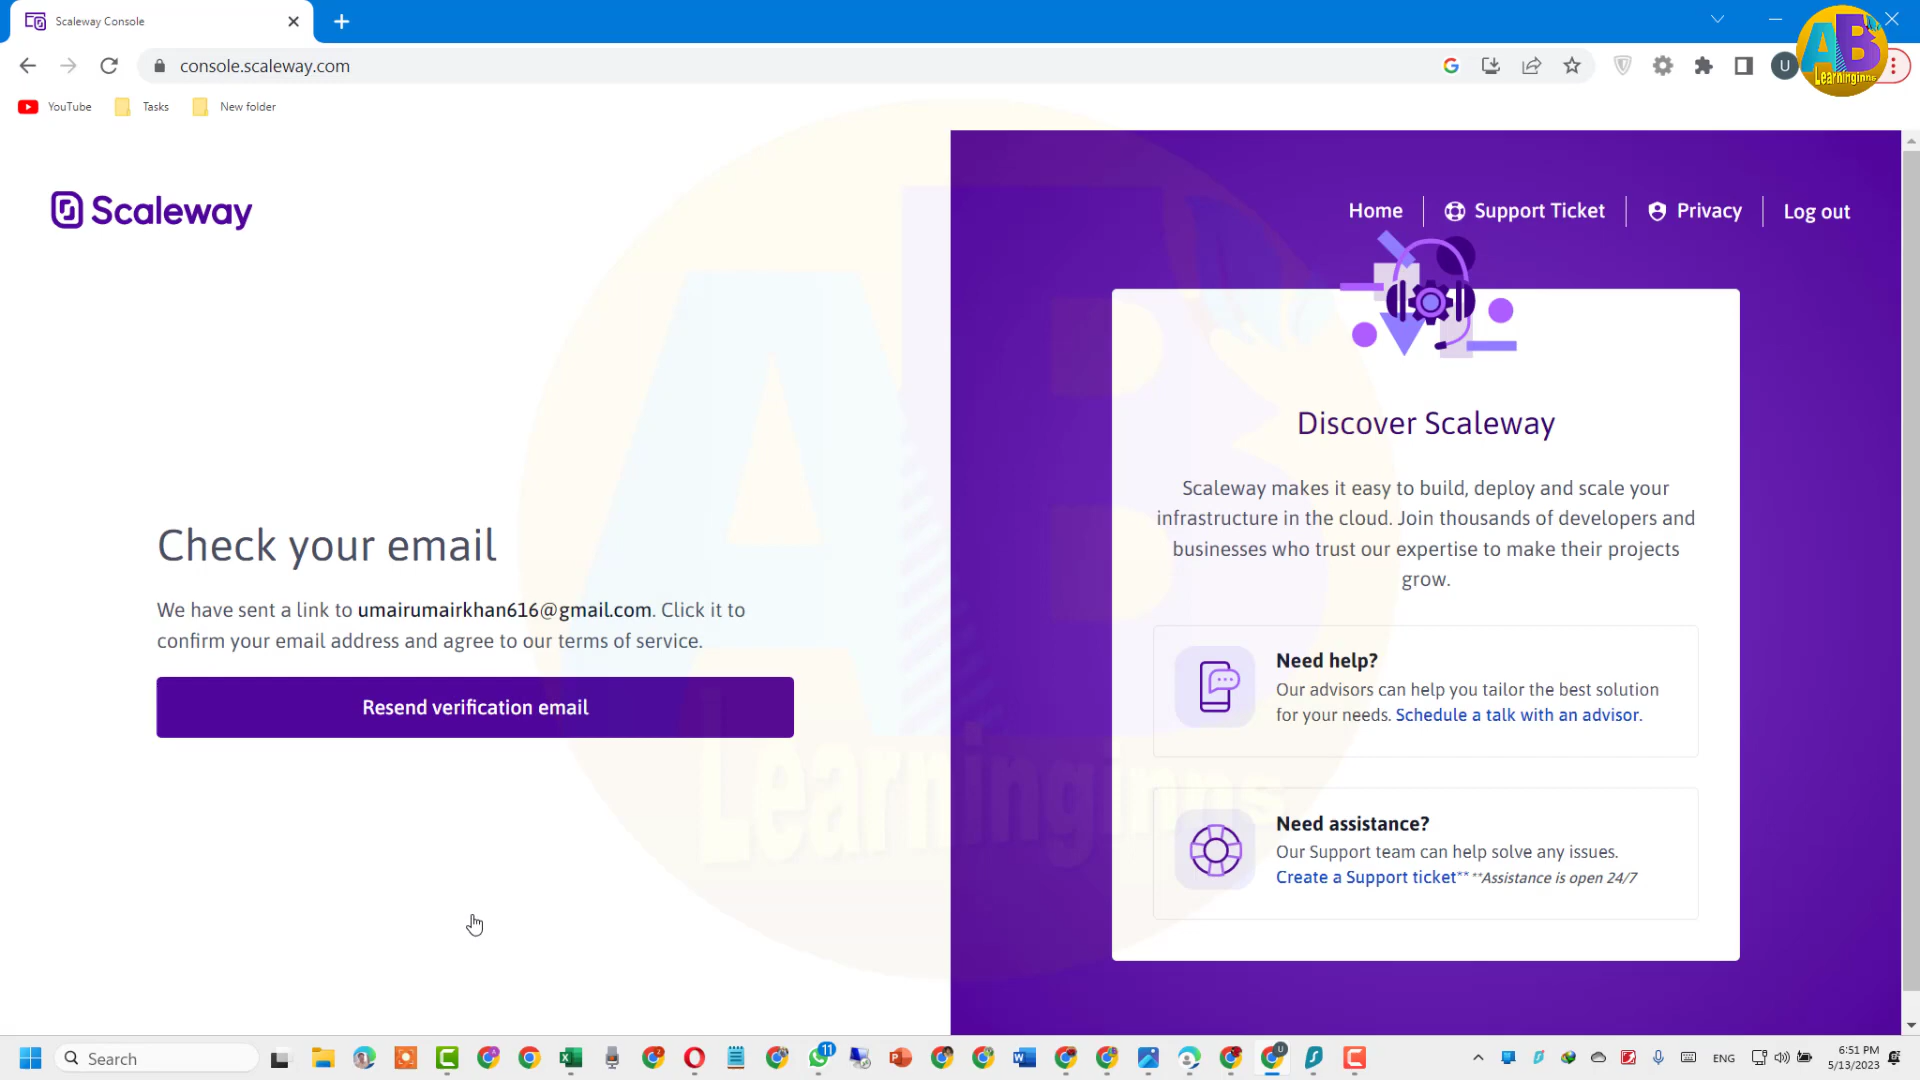 Scaleway Console
console.scaleway.com
U
AB
Learninginns
YouTube
Tasks
New folder
Scaleway
Home
Support Ticket
Privacy
Log out
Check your email
We have sent a link to umairumairkhan616@gmail.com. Click it to
confirm your email address and agree to our terms of service.
Resend verification email
Discover Scaleway
Scaleway makes it easy to build, deploy and scale your
infrastructure in the cloud. Join thousands of developers and
businesses who trust our expertise to make their projects
grow.
Need help?
Our advisors can help you tailor the best solution
for your needs. Schedule a talk with an advisor.
Need assistance?
Our Support team can help solve any issues.
Create a Support ticket** **Assistance is open 24/7
AB
Learninginns
Search
11
U
ENG
6:51 PM
5/13/2023